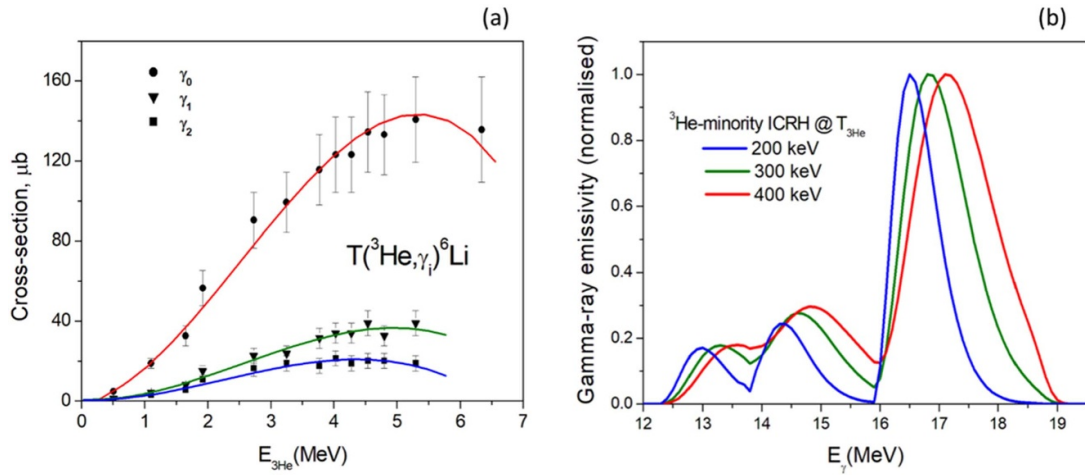 (a)
Cross-section, μb
160
120
80
40
0
γ₀
γ₁
γ₂
T(³He,γᵢ)⁶Li
0 1 2 3 4 5 6 7
E₃He(MeV)
(b)
Gamma-ray emissivity (normalised)
1.0
0.8
0.6
0.4
0.2
0.0
³He-minority ICRH @ T₃He
200 keV
300 keV
400 keV
12 13 14 15 16 17 18 19
Eᵧ(MeV)